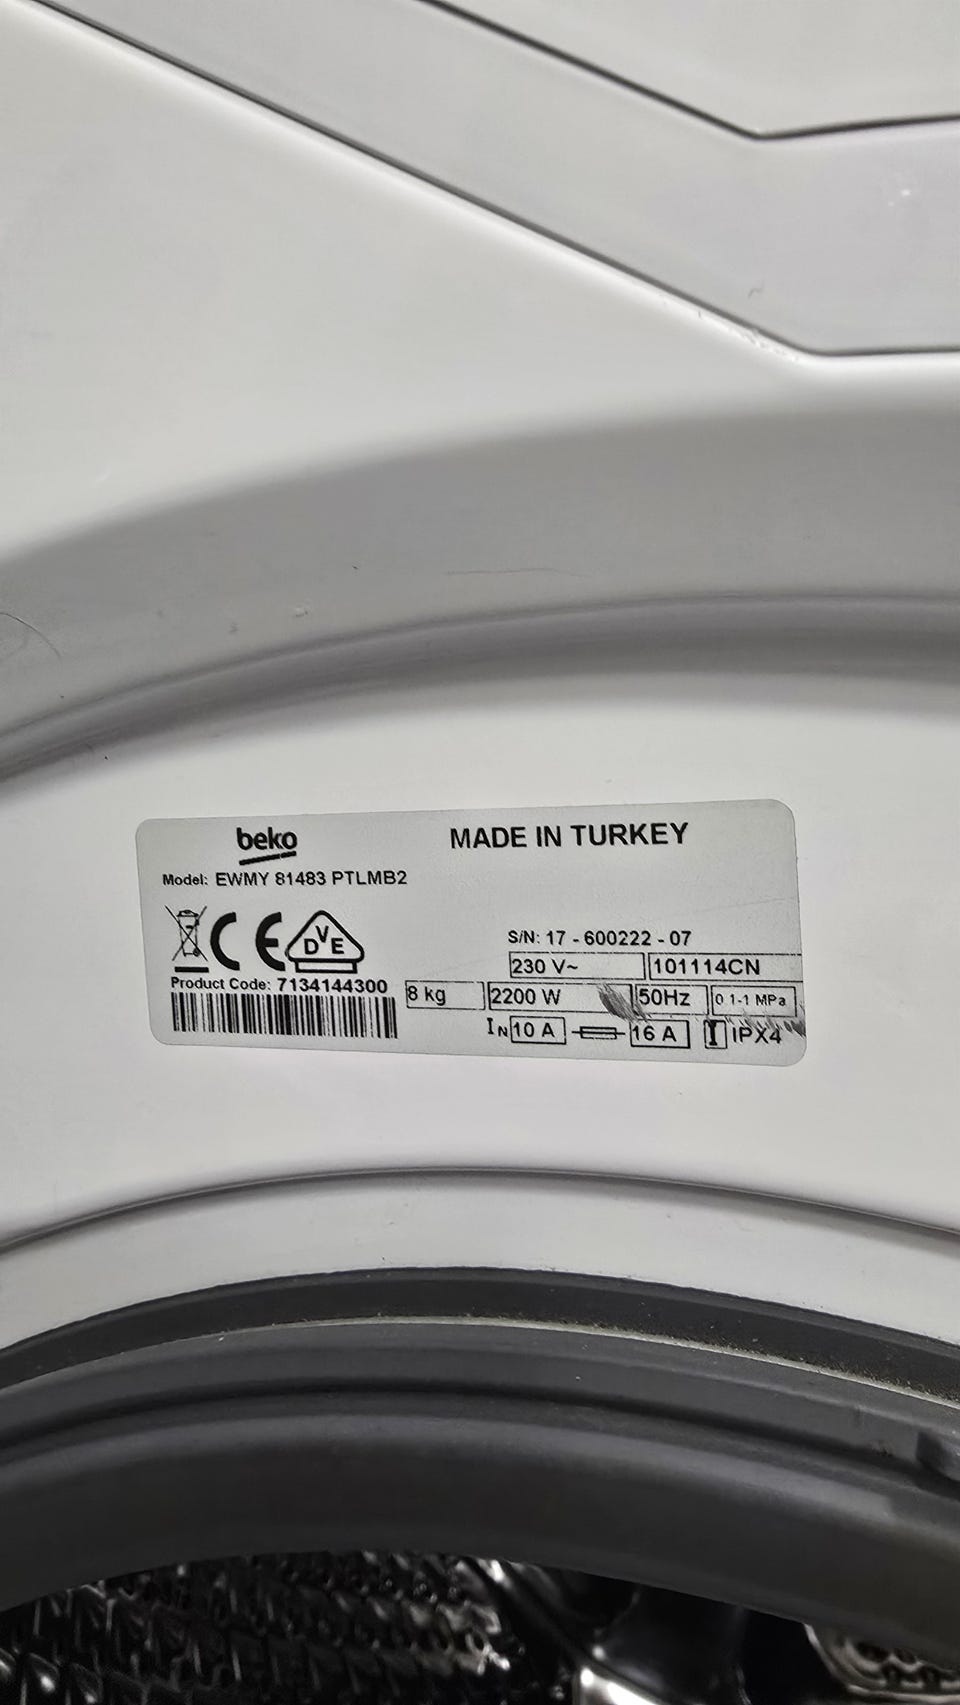 beko
MADE IN TURKEY
Model: EWMY 81483 PTLMB2
CE DVE
S/N: 17 - 600222 - 07
230 V~ 101114CN
Product Code: 7134144300
8 kg 2200 W 50Hz 0 1-1 MPa
IN 10 A 16 A I IPX4